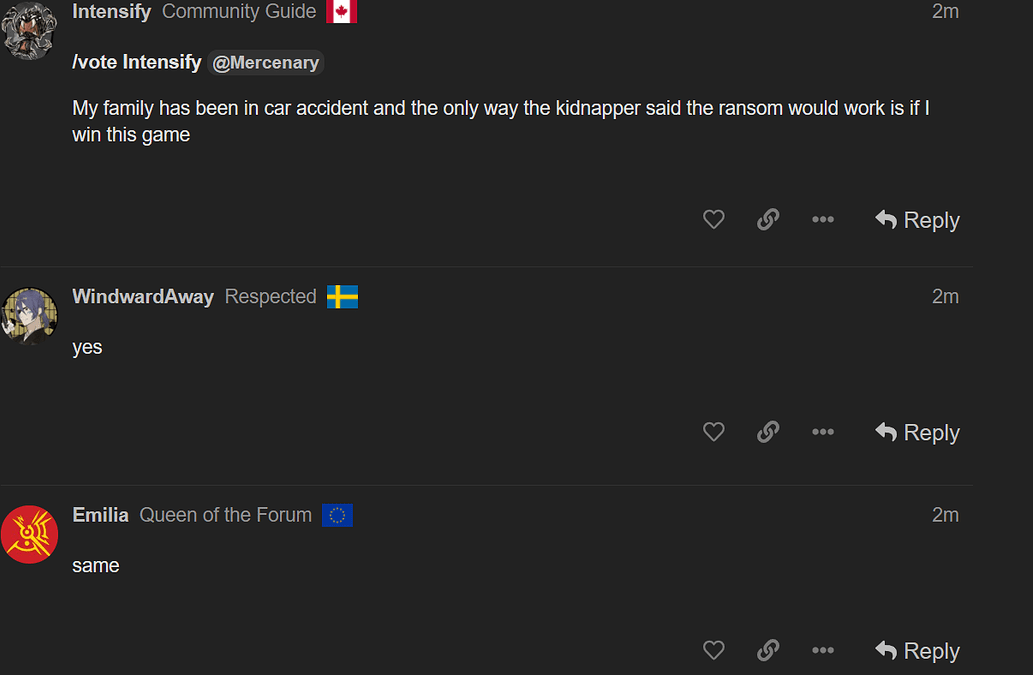 Intensify Community Guide 2m
/vote Intensify @Mercenary
My family has been in car accident and the only way the kidnapper said the ransom would work is if I
win this game
Reply
WindwardAway Respected 2m
yes
Reply
Emilia Queen of the Forum 2m
same
Reply